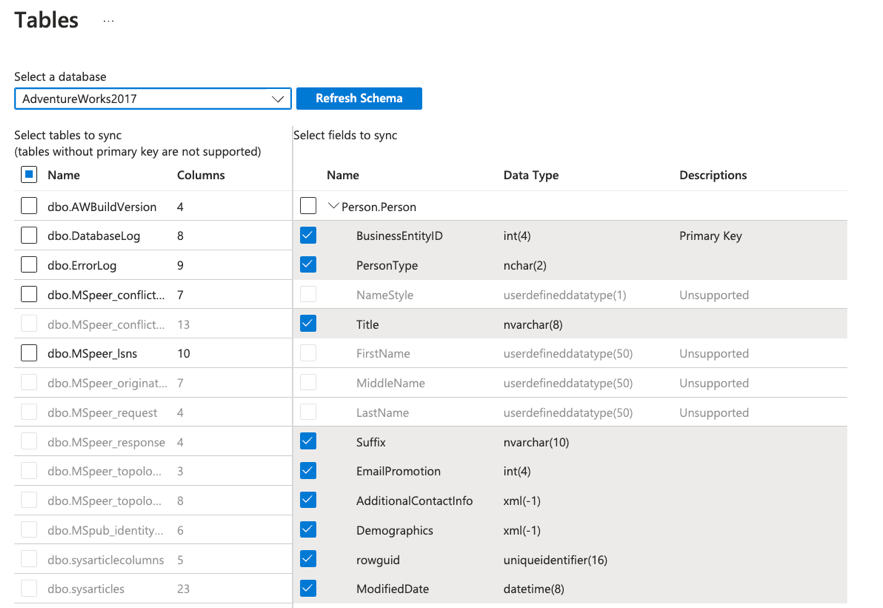 Tables ...
Select a database
AdventureWorks2017 Refresh Schema
Select tables to sync
(tables without primary key are not supported)
Select fields to sync
Name Columns Name Data Type Descriptions
dbo.AWBuildVersion 4 Person.Person
dbo.DatabaseLog 8 BusinessEntityID int(4) Primary Key
dbo.ErrorLog 9 PersonType nchar(2)
dbo.MSpeer_conflict... 7 NameStyle userdefineddatatype(1) Unsupported
dbo.MSpeer_conflict... 13 Title nvarchar(8)
dbo.MSpeer_lsns 10 FirstName userdefineddatatype(50) Unsupported
dbo.MSpeer_originat... 7 MiddleName userdefineddatatype(50) Unsupported
dbo.MSpeer_request 4 LastName userdefineddatatype(50) Unsupported
dbo.MSpeer_response 4 Suffix nvarchar(10)
dbo.MSpeer_topolo... 3 EmailPromotion int(4)
dbo.MSpeer_topolo... 8 AdditionalContactInfo xml(-1)
dbo.MSpub_identity... 6 Demographics xml(-1)
dbo.sysarticlecolumns 5 rowguid uniqueidentifier(16)
dbo.sysarticles 23 ModifiedDate datetime(8)